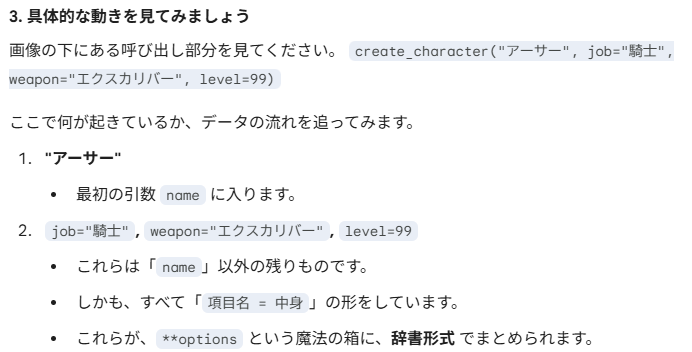 3. 具体的な動きを見てみましょう
画像の下にある呼び出し部分を見てください。 create_character("アーサー", job="騎士",
weapon="エクスカリバー", level=99)
ここで何が起きているか、データの流れを追ってみます。
1. "アーサー"
• 最初の引数 name に入ります。
2. job="騎士" , weapon="エクスカリバー" , level=99
• これらは「 name 」以外の残りものです。
• しかも、すべて「 項目名 = 中身 」の形をしています。
• これらが、 **options という魔法の箱に、辞書形式 でまとめられます。